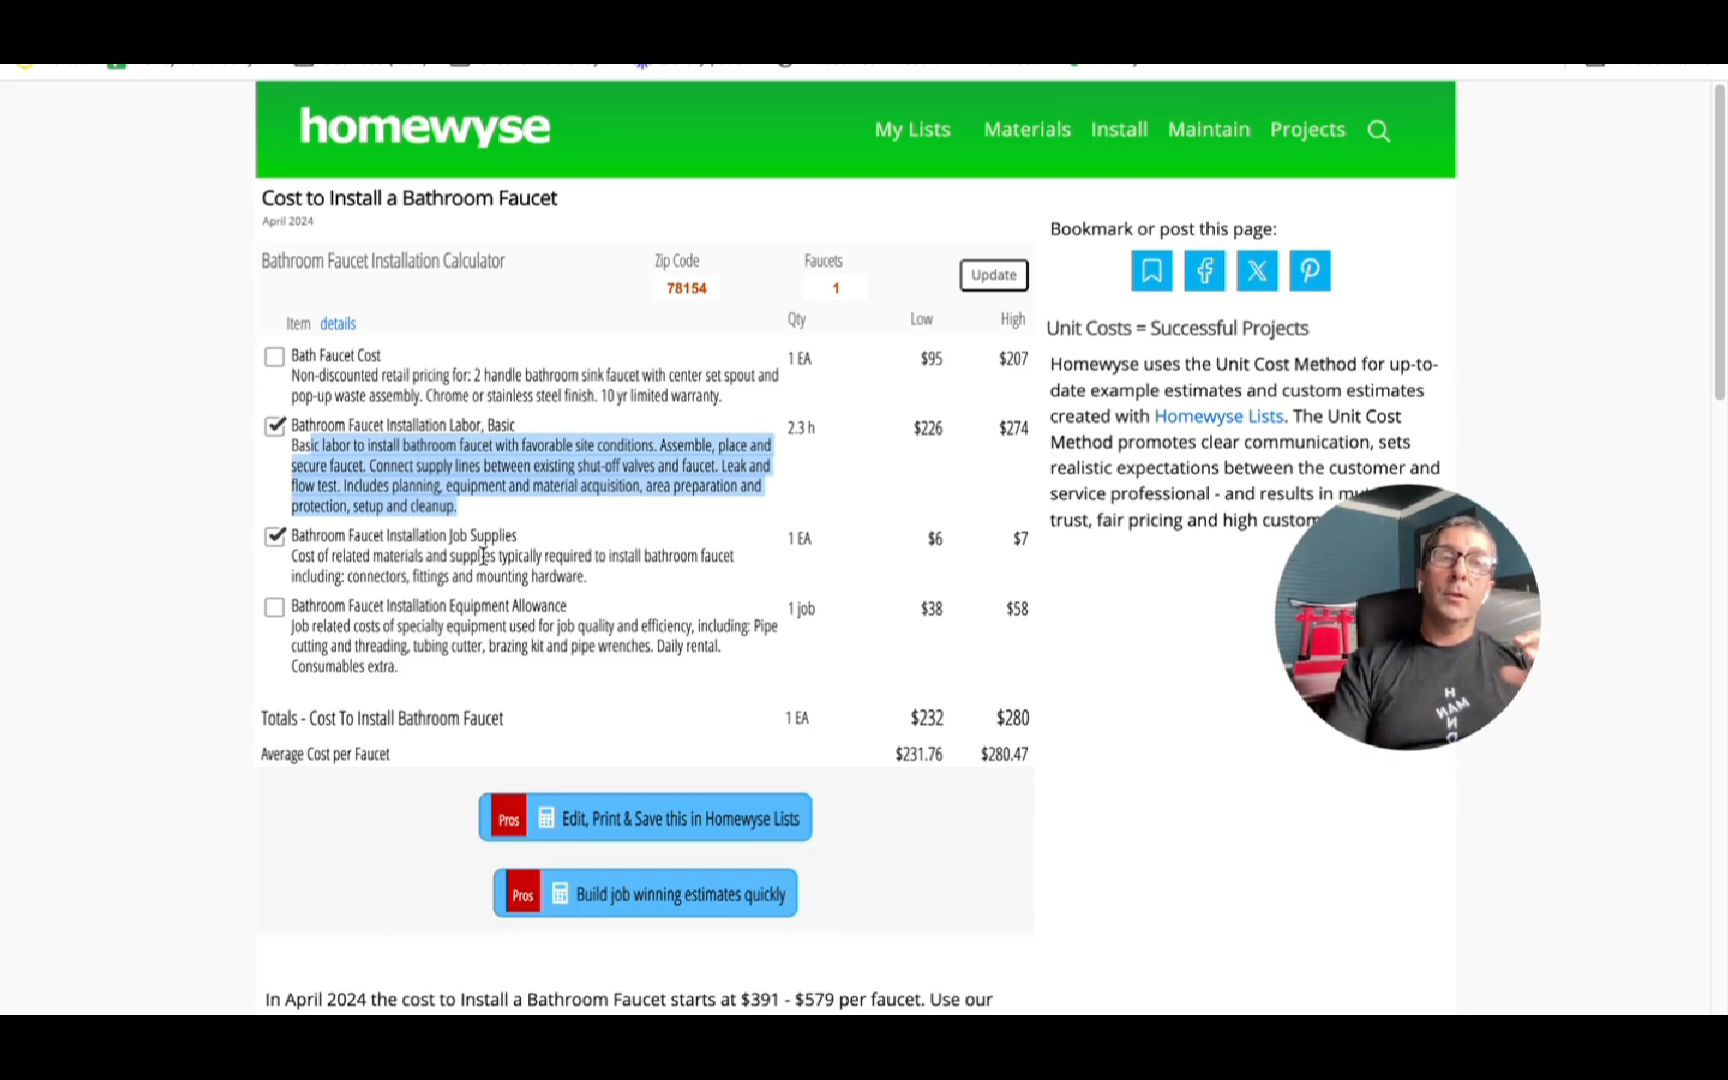 homewyse
My Lists Materials Install Maintain Projects
Cost to Install a Bathroom Faucet
April 2024
Bathroom Faucet Installation Calculator
Zip Code
78154
Faucets
1
Update
Item details Qty Low High
Bath Faucet Cost 1 EA $95 $207
Non-discounted retail pricing for: 2 handle bathroom sink faucet with center set spout and
pop-up waste assembly. Chrome or stainless steel finish. 10 yr limited warranty.
Bathroom Faucet Installation Labor, Basic 2.3 h $226 $274
Basic labor to install bathroom faucet with favorable site conditions. Assemble, place and
secure faucet. Connect supply lines between existing shut-off valves and faucet. Leak and
flow test. Includes planning, equipment and material acquisition, area preparation and
protection, setup and cleanup.
Bathroom Faucet Installation Job Supplies 1 EA $6 $7
Cost of related materials and supplies typically required to install bathroom faucet
including: connectors, fittings and mounting hardware.
Bathroom Faucet Installation Equipment Allowance 1 job $38 $58
Job related costs of specialty equipment used for job quality and efficiency, including: Pipe
cutting and threading, tubing cutter, brazing kit and pipe wrenches. Daily rental.
Consumables extra.
Totals - Cost To Install Bathroom Faucet 1 EA $232 $280
Average Cost per Faucet $231.76 $280.47
Pros Edit, Print & Save this in Homewyse Lists
Pros Build job winning estimates quickly
In April 2024 the cost to Install a Bathroom Faucet starts at $391 - $579 per faucet. Use our
Bookmark or post this page:
Unit Costs = Successful Projects
Homewyse uses the Unit Cost Method for up-to-
date example estimates and custom estimates
created with Homewyse Lists. The Unit Cost
Method promotes clear communication, sets
realistic expectations between the customer and
service professional - and results in
trust, fair pricing and high